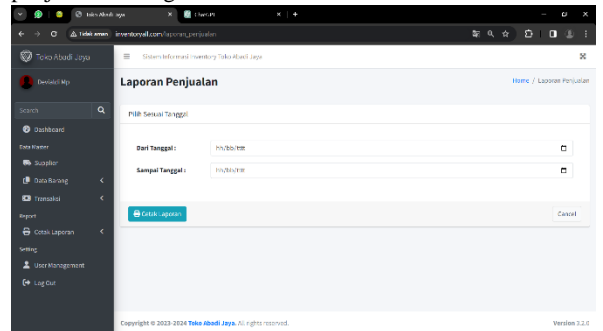 Toko Abadi Jaya
ChatGPT
Tidak aman
inventoryall.com/laporan_penjualan
Toko Abadi Jaya
Sistem Informasi Inventory Toko Abadi Jaya
Laporan Penjualan
Home / Laporan Penjualan
Search
Pilih Sesuai Tanggal
Dashboard
Data Master
Dari Tanggal :
hh/bb/tttt
Supplier
Sampai Tanggal :
hh/bb/tttt
Data Barang
Transaksi
Report
Cetak Laporan
Cancel
Cetak Laporan
Setting
User Management
Log Out
Copyright © 2023-2024 Toko Abadi Jaya. All rights reserved.
Version 3.2.0